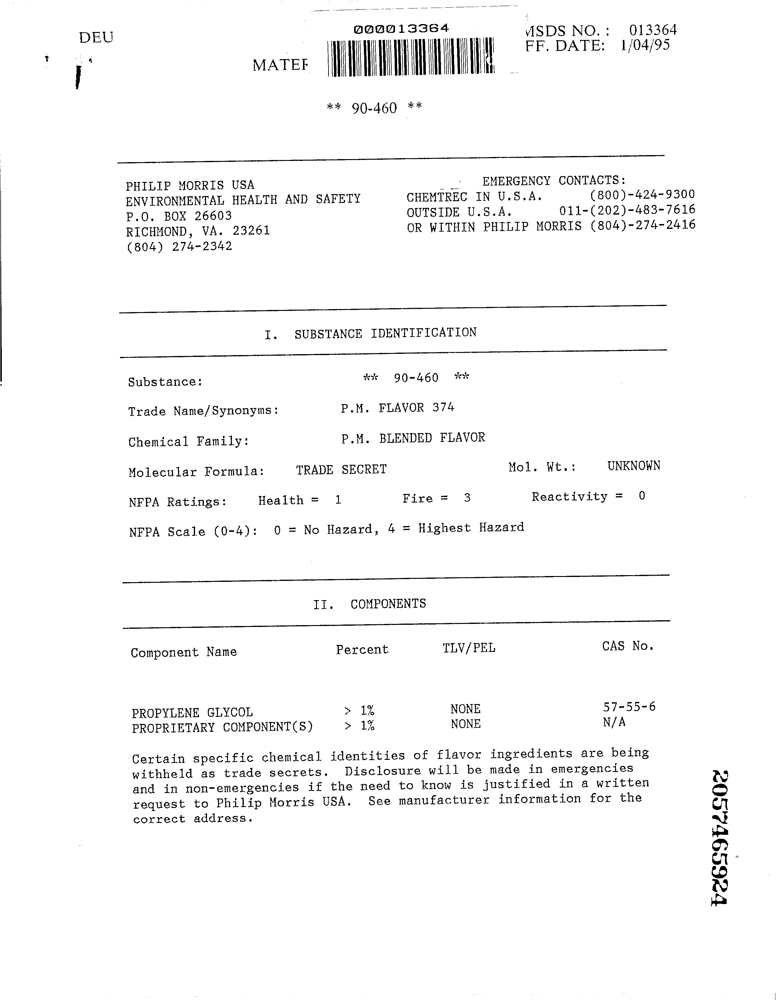 DEU
000013364
MSDS NO. : 013364
FF. DATE: 1/04/95
MATER
** 90-460 **
PHILIP MORRIS USA
ENVIRONMENTAL HEALTH AND SAFETY
P.O. BOX 26603
RICHMOND, VA. 23261
(804) 274-2342
EMERGENCY CONTACTS:
CHEMTREC IN U.S.A. (800)-424-9300
OUTSIDE U.S.A. 011-(202)-483-7616
OR WITHIN PHILIP MORRIS (804)-274-2416
I. SUBSTANCE IDENTIFICATION
Substance: ** 90-460 **
Trade Name/Synonyms: P.M. FLAVOR 374
Chemical Family: P.M. BLENDED FLAVOR
Molecular Formula: TRADE SECRET Mol. Wt.: UNKNOWN
NFPA Ratings: Health = 1 Fire = 3 Reactivity = 0
NFPA Scale (0-4): 0 = No Hazard, 4 = Highest Hazard
II. COMPONENTS
Component Name Percent TLV/PEL CAS No.
PROPYLENE GLYCOL > 1% NONE 57-55-6
PROPRIETARY COMPONENT(S) > 1% NONE N/A
Certain specific chemical identities of flavor ingredients are being
withheld as trade secrets. Disclosure will be made in emergencies
and in non-emergencies if the need to know is justified in a written
request to Philip Morris USA. See manufacturer information for the
correct address.
2057465924